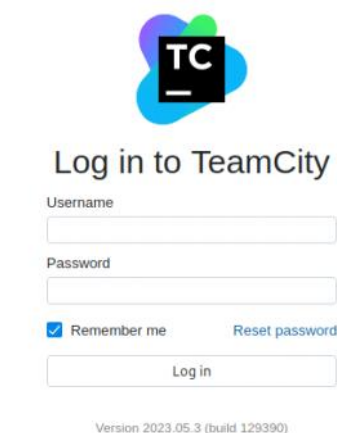 TC
Log in to TeamCity
Username
Password
Remember me Reset password
Log in
Version 2023.05.3 (build 129390)